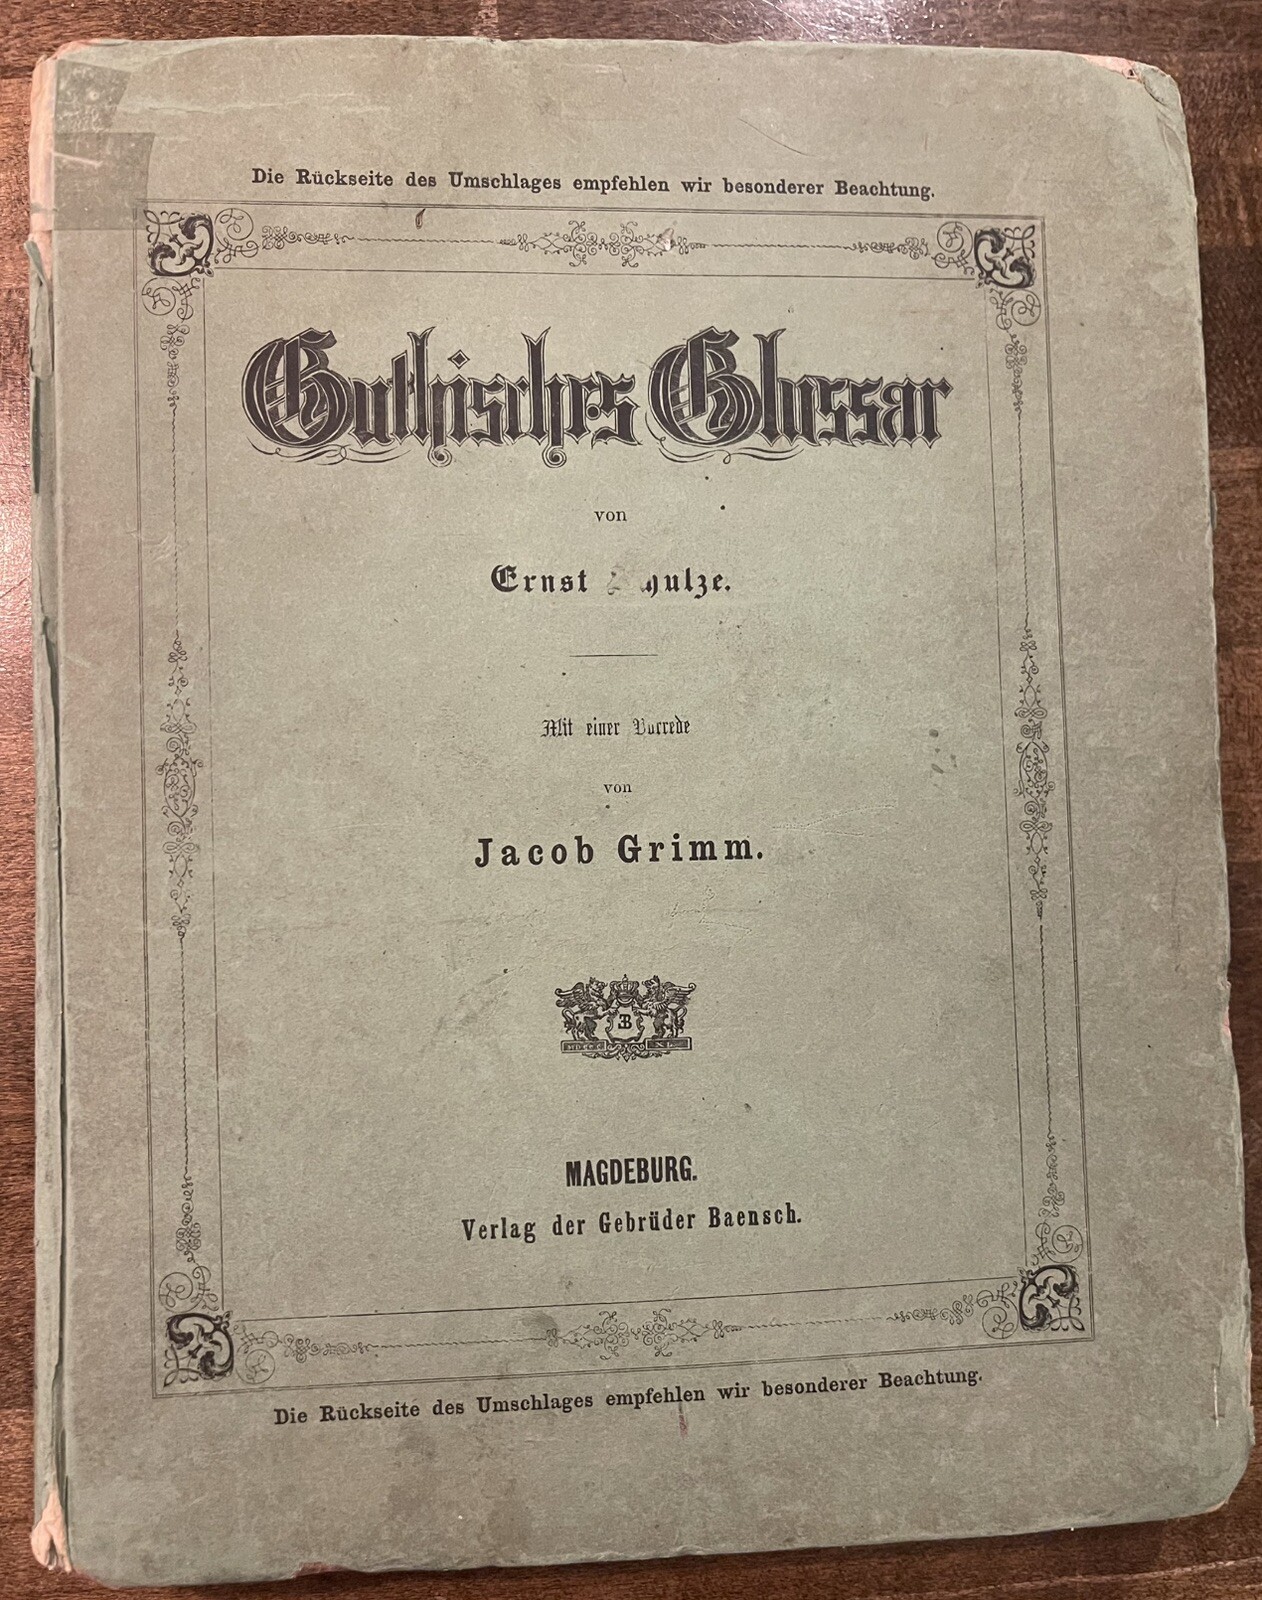 Die Rückseite des Umschlages empfehlen wir besonderer Beachtung.
Gothisches Glossar
von
Ernst
Mit einer Vorrede
von
Jacob Grimm.
MAGDEBURG.
Verlag der Gebrüder Baensch.
Die Rückseite des Umschlages empfehlen wir besonderer Beachtung.